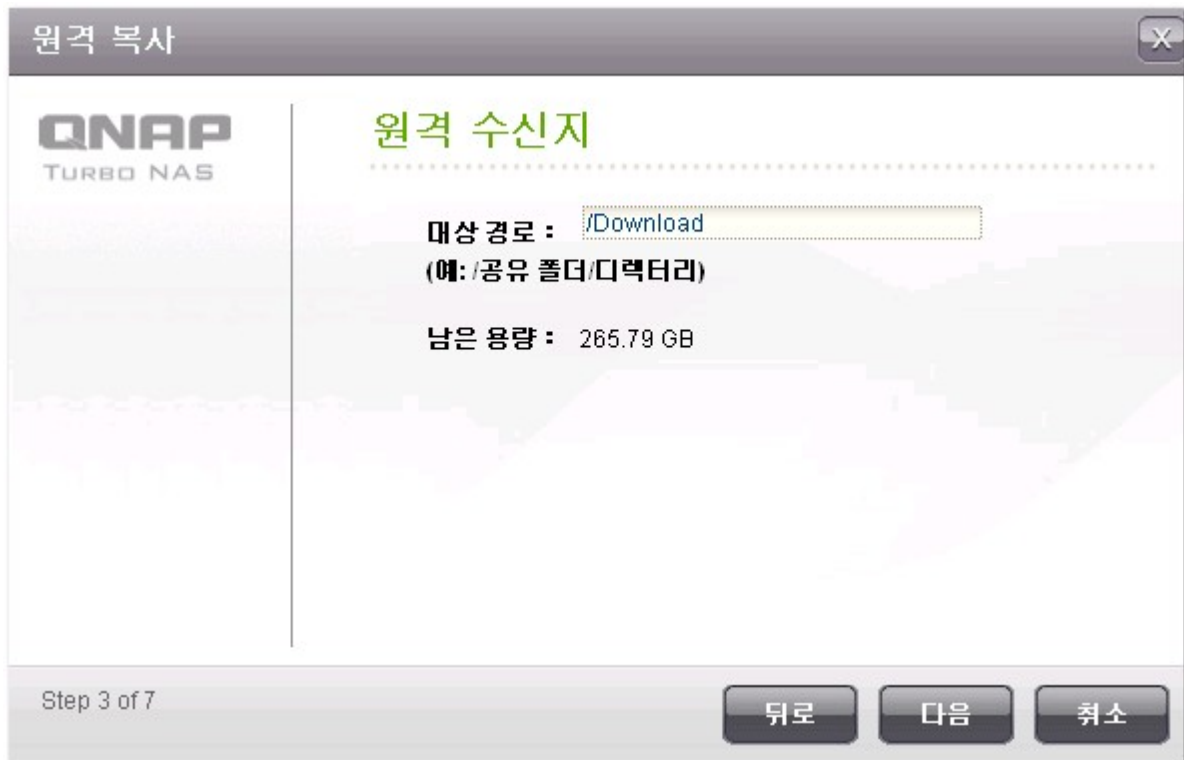 원격 복사
X
QNAP
TURBO NAS
원격 수신지
대상 경로 : /Download
(예: /공유 폴더/디렉터리)
남은 용량 : 265.79 GB
Step 3 of 7
뒤로
다음
취소